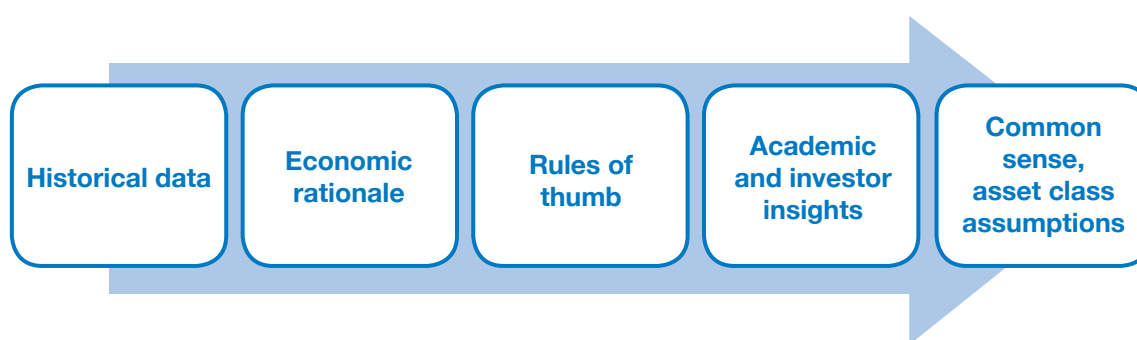 Historical data
Economic
rationale
Rules of
thumb
Academic
and investor
insights
Common
sense,
asset class
assumptions